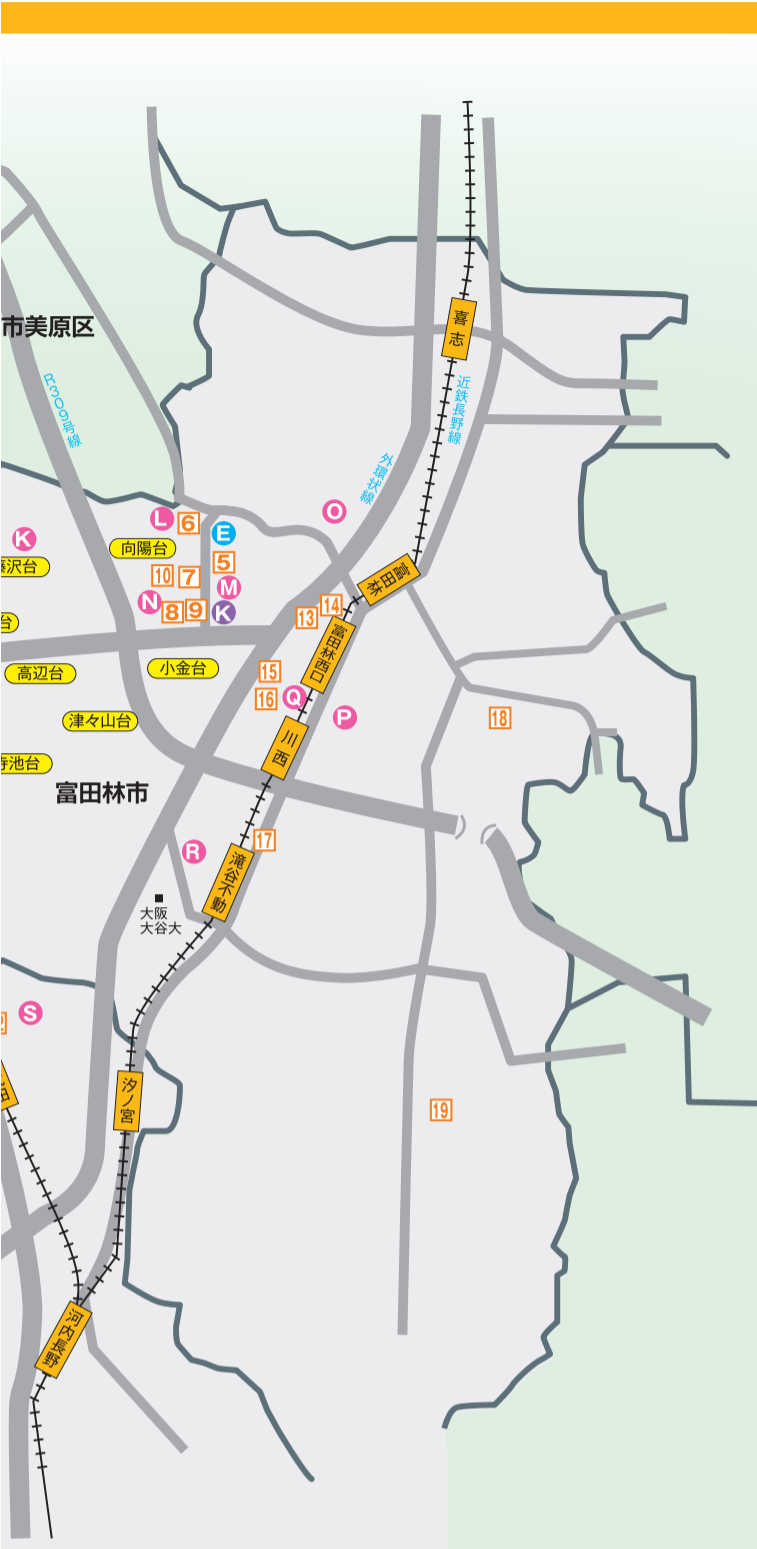 喜志
市美原区
R309号線
近鉄長野線
外環状線
O
L
6
E
K
向陽台
5
沢台
10
7
M
富田林
N
8
9
K
14
13
台
富田林西口
小金台
高辺台
15
16
Q
P
18
津々山台
川西
寺池台
富田林市
17
R
滝谷不動
大阪
大谷大
S
汐ノ宮
19
河内長野